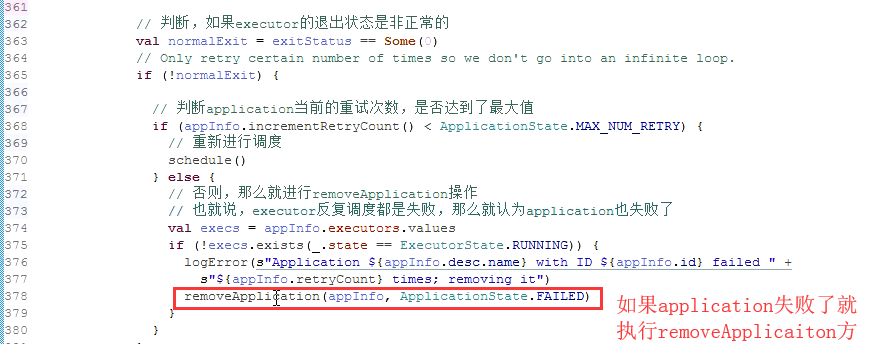 361
362 // 判断,如果executor的退出状态是非正常的
363 val normalExit = exitStatus == Some(0)
364 // Only retry certain number of times so we don't go into an infinite loop.
365 if (!normalExit) {
366
367 // 判断application当前的重试次数,是否达到了最大值
368 if (appInfo.incrementRetryCount() < ApplicationState.MAX_NUM_RETRY) {
369 // 重新进行调度
370 schedule()
371 } else {
372 // 否则,那么就进行removeApplication操作
373 // 也就说,executor反复调度都是失败,那么就认为application也失败了
374 val execs = appInfo.executors.values
375 if (!execs.exists(_.state == ExecutorState.RUNNING)) {
376 logError(s"Application ${appInfo.desc.name} with ID ${appInfo.id} failed " +
377 s"${appInfo.retryCount} times; removing it")
378 removeApplication(appInfo, ApplicationState.FAILED)
379 }
380 }
如果application失败了就
执行removeApplicaiton方